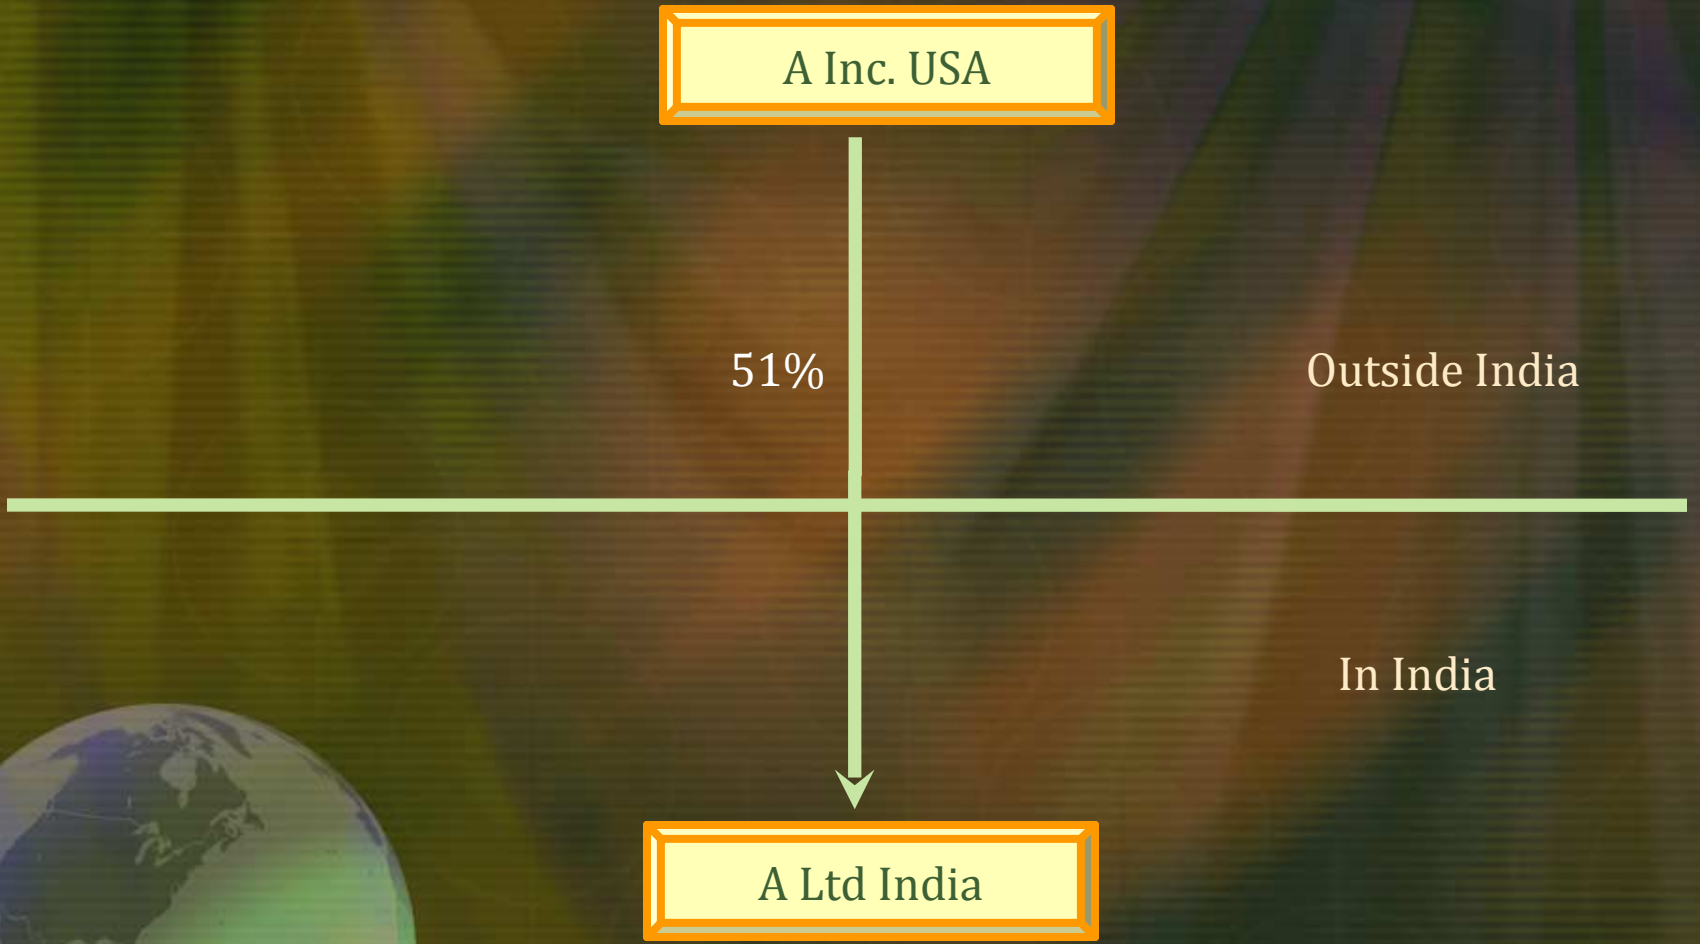 A Inc. USA
51%
Outside India
In India
A Ltd India